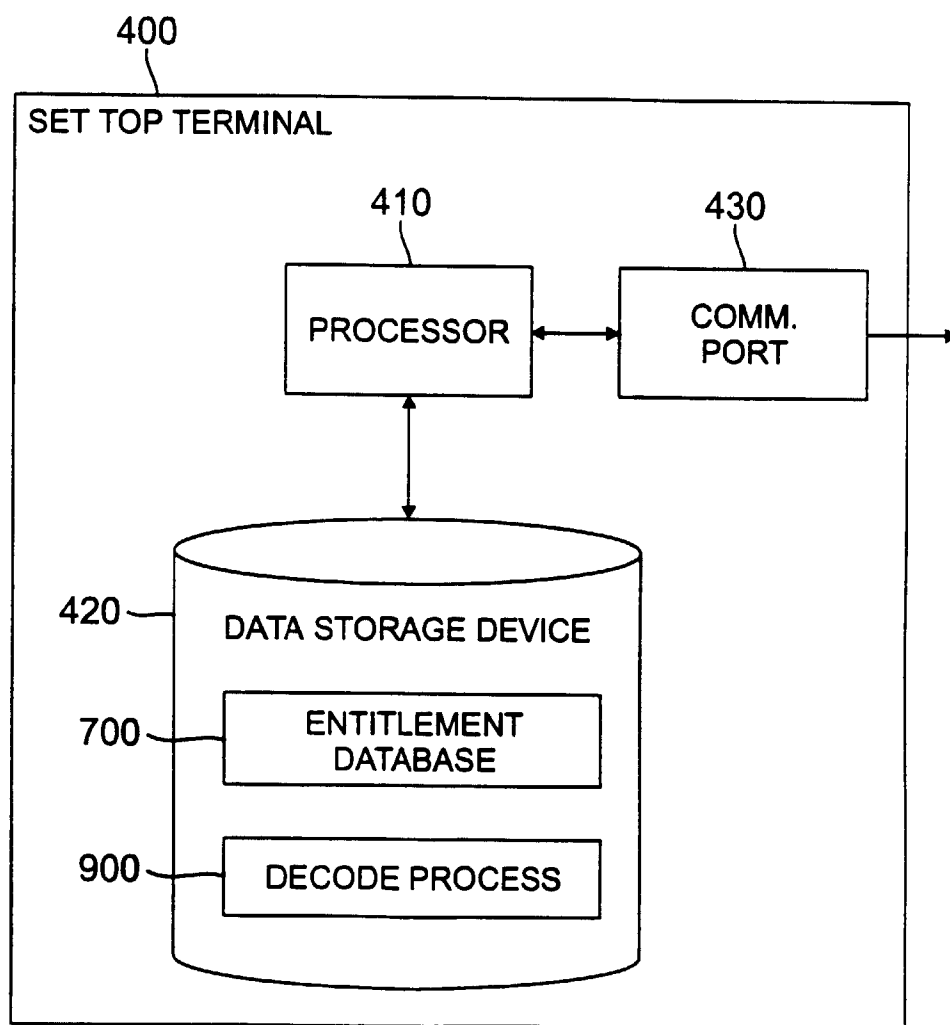 400
SET TOP TERMINAL
410
430
PROCESSOR
COMM.
PORT
420
DATA STORAGE DEVICE
700
ENTITLEMENT
DATABASE
900
DECODE PROCESS